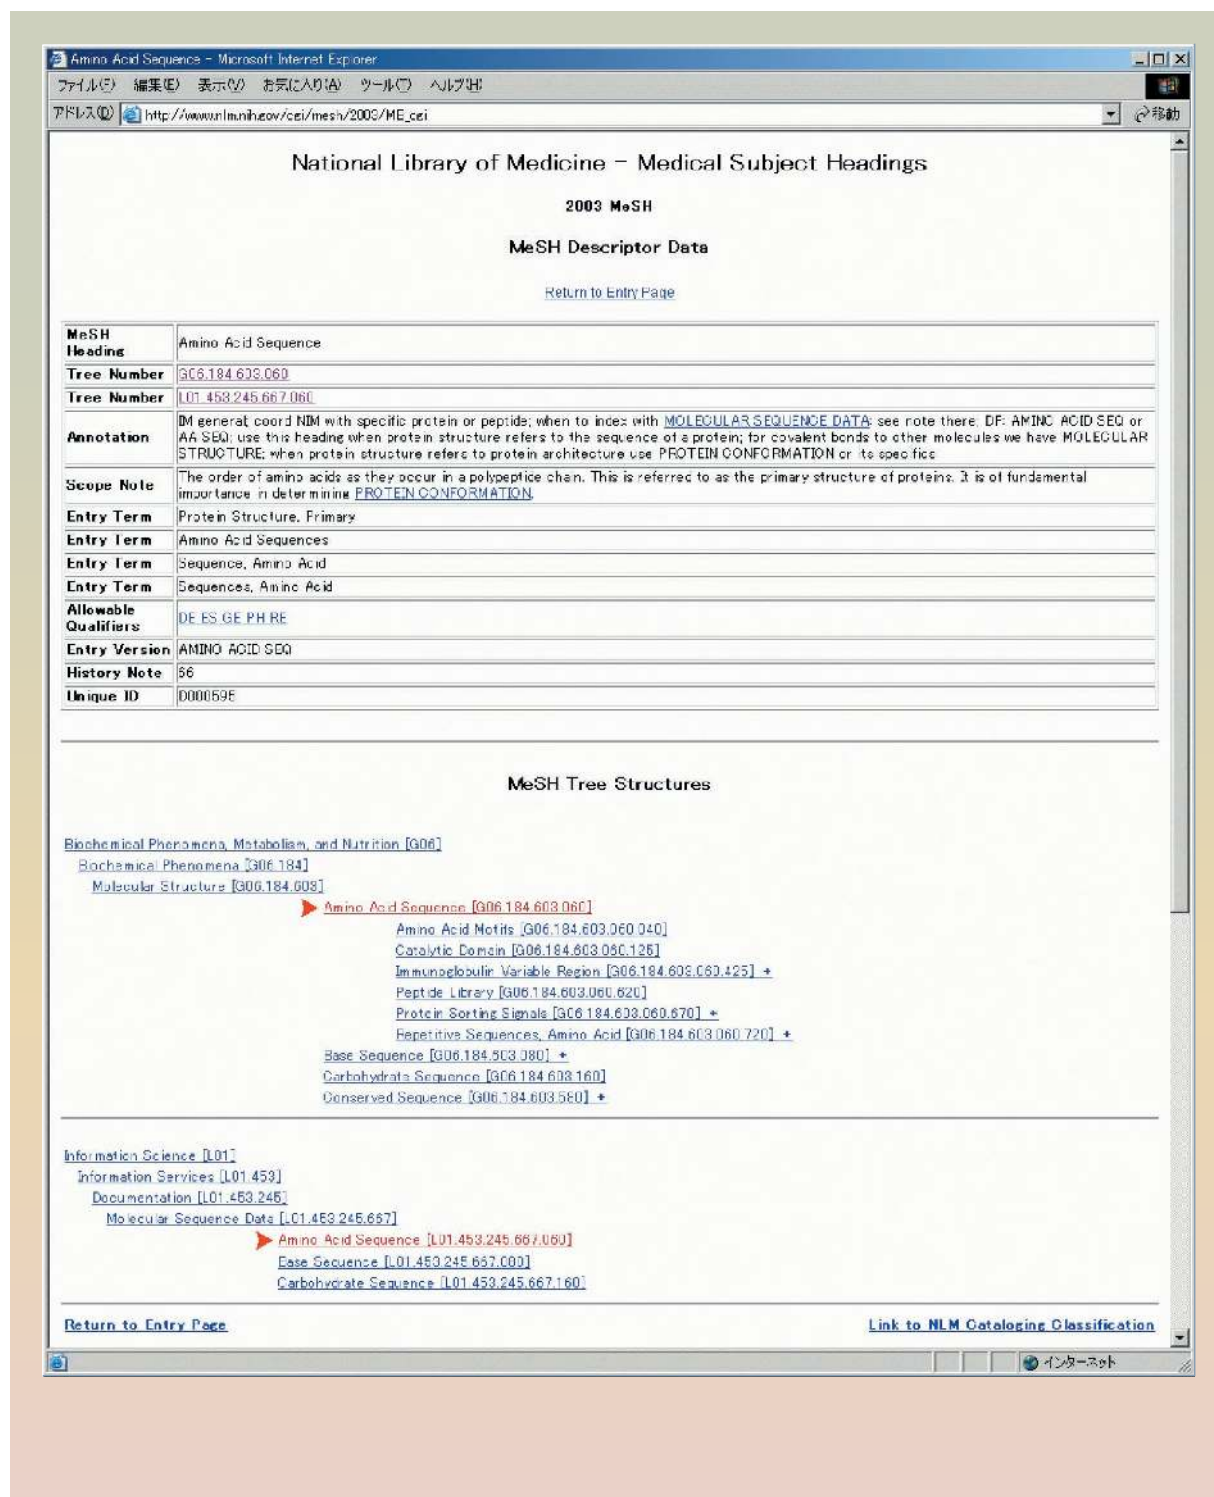 Amino Acid Sequence - Microsoft Internet Explorer
ファイル(F) 編集(E) 表示(V) お気に入り(A) ツール(T) ヘルプ(H)
アドレス(D) http://www.nlm.nih.gov/cgi/mesh/2003/MB_cgi 移動
National Library of Medicine - Medical Subject Headings
2003 MeSH
MeSH Descriptor Data
Return to Entry Page
MeSH Heading Amino Acid Sequence
Tree Number G06.184.603.060
Tree Number L01.453.245.667.060
Annotation IM general; coord NIM with specific protein or peptide; when to index with MOLECULAR SEQUENCE DATA: see note there; DF: AMINO ACID SEQ or
AA SEQ; use this heading when protein structure refers to the sequence of a protein; for covalent bonds to other molecules we have MOLECULAR
STRUCTURE; when protein structure refers to protein architecture use PROTEIN CONFORMATION or its specifics
Scope Note The order of amino acids as they occur in a polypeptide chain. This is referred to as the primary structure of proteins. It is of fundamental
importance in determining PROTEIN CONFORMATION.
Entry Term Protein Structure, Primary
Entry Term Amino Acid Sequences
Entry Term Sequence, Amino Acid
Entry Term Sequences, Amino Acid
Allowable Qualifiers DE ES GE PH RE
Entry Version AMINO ACID SEQ
History Note 66
Unique ID D000595
MeSH Tree Structures
Biochemical Phenomena, Metabolism, and Nutrition [G06]
Biochemical Phenomena [G06.184]
Molecular Structure [G06.184.603]
Amino Acid Sequence [G06.184.603.060]
Amino Acid Motifs [G06.184.603.060.040]
Catalytic Domain [G06.184.603.060.125]
Immunoglobulin Variable Region [G06.184.603.060.425] +
Peptide Library [G06.184.603.060.620]
Protein Sorting Signals [G06.184.603.060.670] +
Repetitive Sequences, Amino Acid [G06.184.603.060.720] +
Base Sequence [G06.184.603.080] +
Carbohydrate Sequence [G06.184.603.160]
Conserved Sequence [G06.184.603.580] +
Information Science [L01]
Information Services [L01.453]
Documentation [L01.453.245]
Molecular Sequence Data [L01.453.245.667]
Amino Acid Sequence [L01.453.245.667.060]
Base Sequence [L01.453.245.667.080]
Carbohydrate Sequence [L01.453.245.667.160]
Return to Entry Page Link to NLM Cataloging Classification
インターネット